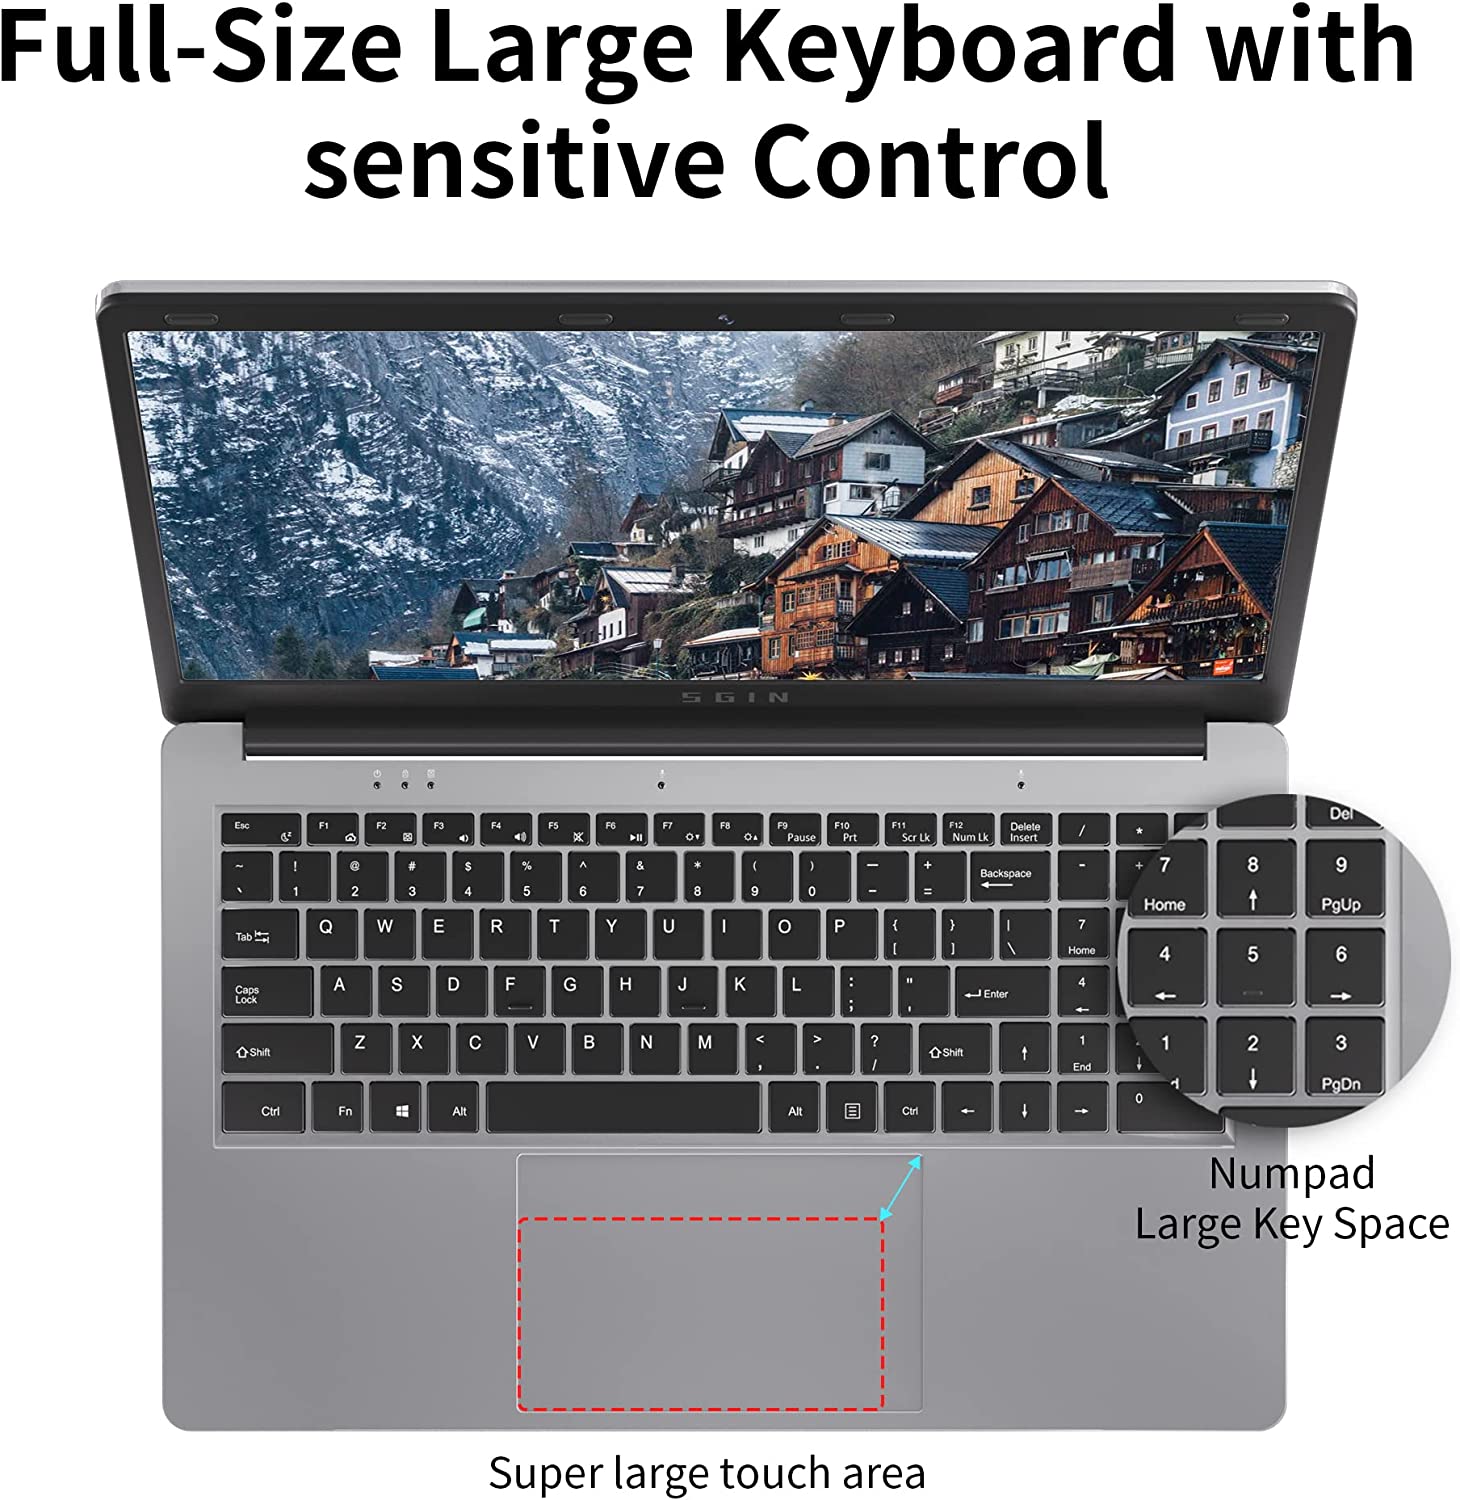 Full-Size Large Keyboard with
sensitive Control
SGIN
Esc F1 F2 F3 F4 F5 F6 F7 F8 F9 Pause F10 Prt F11 Scr Lk F12 Num Lk Delete Insert / *
~ ` ! 1 @ 2 # 3 $ 4 % 5 ^ 6 & 7 * 8 ( 9 ) 0 — - + = Backspace - +
Tab Q W E R T Y U I O P { [ } ] | \ 7 Home
Caps Lock A S D F G H J K L : ; " ' Enter 4
Shift Z X C V B N M < , > . ? / Shift ↑ 1 End
Ctrl Fn Alt Alt Ctrl ← ↓ → 0
Del
7 Home 8 ↑ 9 PgUp
4 ← 5 6 → 
1 2 ↓ 3 PgDn
Numpad
Large Key Space
Super large touch area